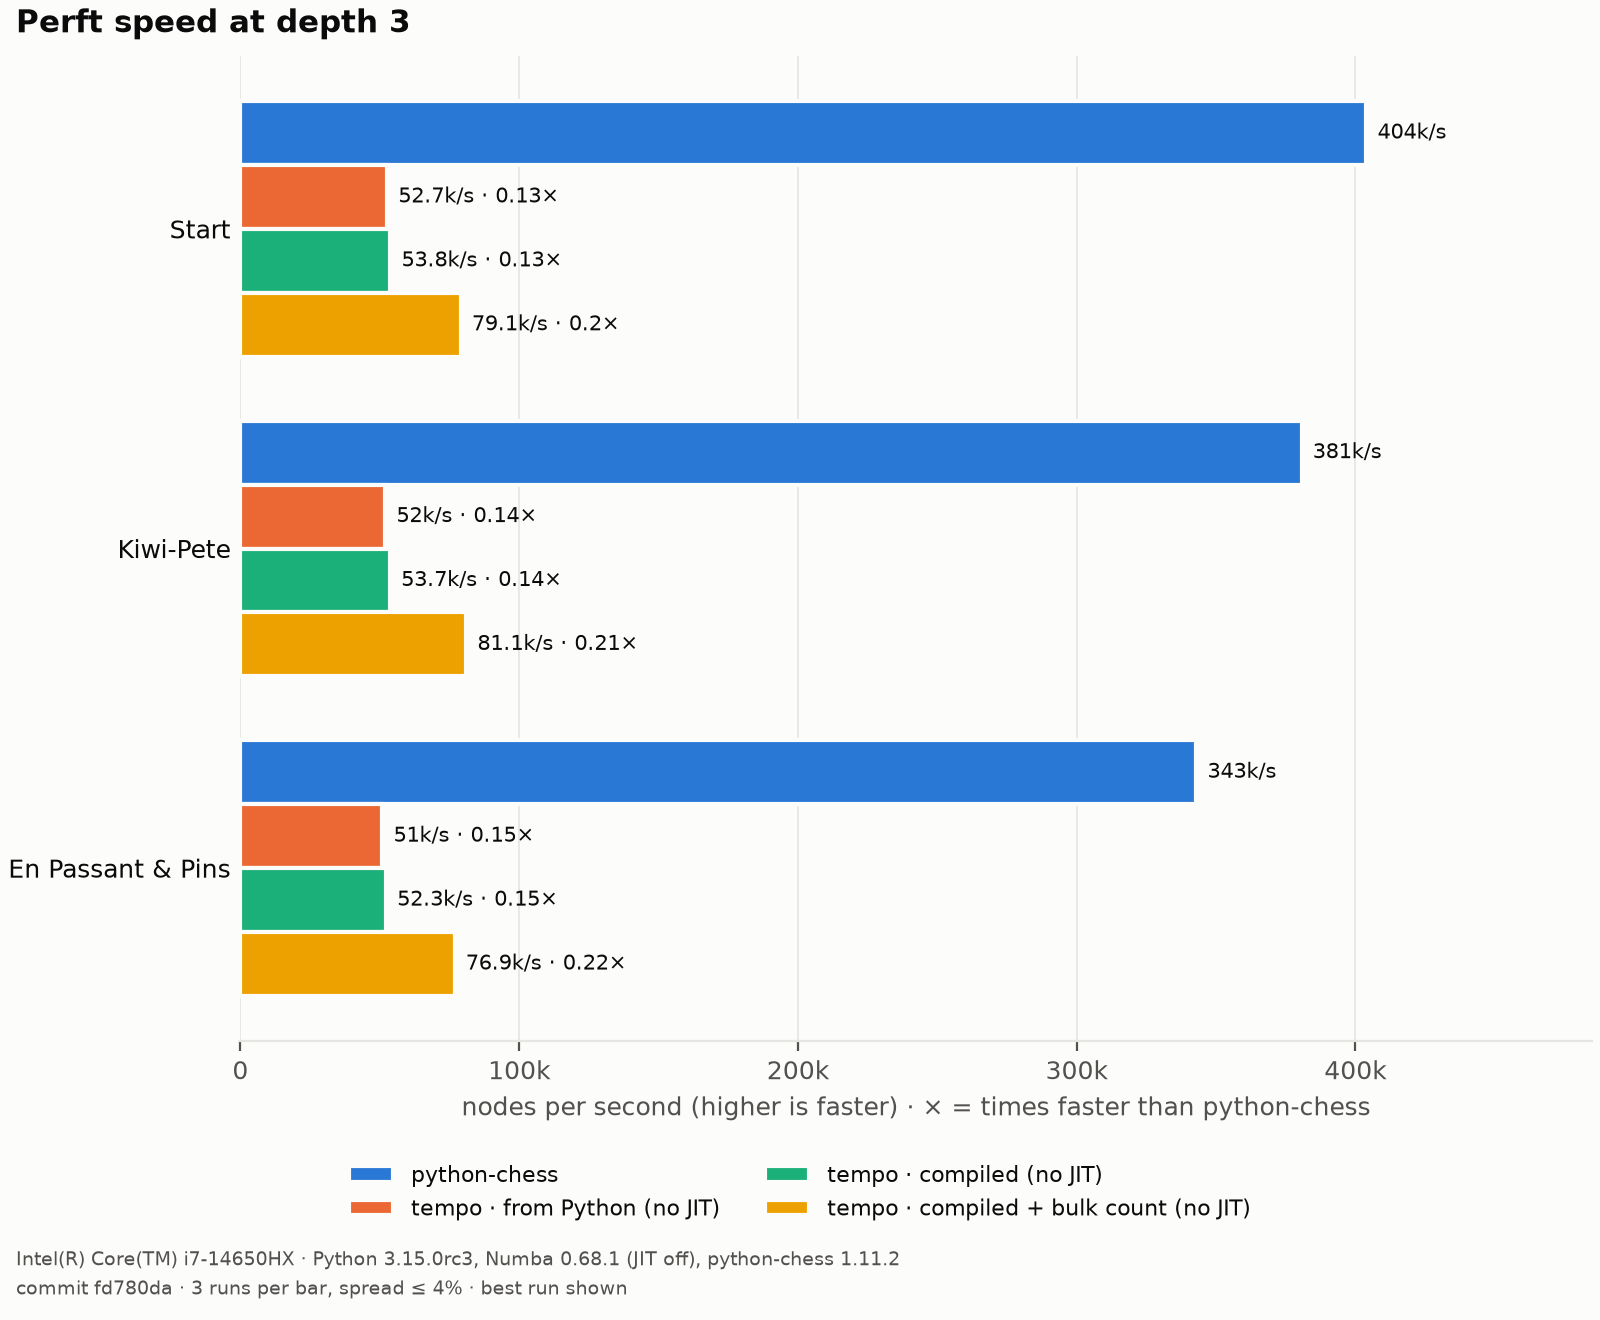 Perft speed at depth 3
404k/s
52.7k/s · 0.13×
Start
53.8k/s · 0.13×
79.1k/s · 0.2×
381k/s
52k/s · 0.14×
Kiwi-Pete
53.7k/s · 0.14×
81.1k/s · 0.21×
343k/s
51k/s · 0.15×
En Passant & Pins
52.3k/s · 0.15×
76.9k/s · 0.22×
0 100k 200k 300k 400k
nodes per second (higher is faster) · × = times faster than python-chess
python-chess
tempo · from Python (no JIT)
tempo · compiled (no JIT)
tempo · compiled + bulk count (no JIT)
Intel(R) Core(TM) i7-14650HX · Python 3.15.0rc3, Numba 0.68.1 (JIT off), python-chess 1.11.2
commit fd780da · 3 runs per bar, spread ≤ 4% · best run shown